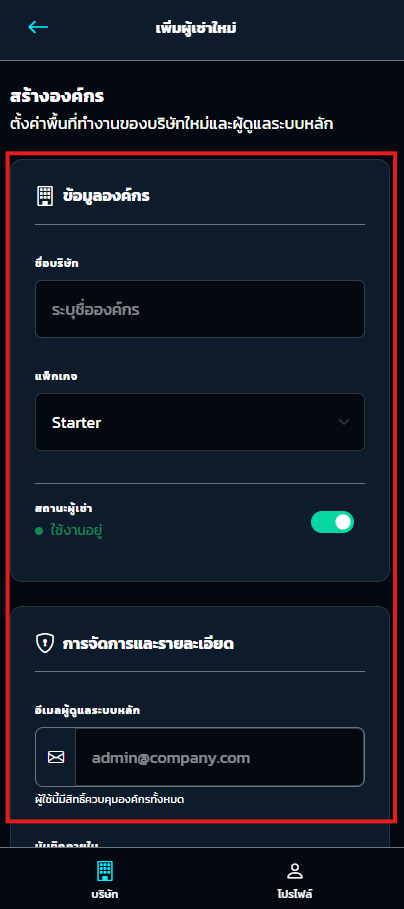 เพิ่มผู้เช่าใหม่
สร้างองค์กร
ตั้งค่าพื้นที่ทำงานของบริษัทใหม่และผู้ดูแลระบบหลัก
ข้อมูลองค์กร
ชื่อบริษัท
ระบุชื่อองค์กร
แพ็กเกจ
Starter
สถานะผู้เช่า
ใช้งานอยู่
การจัดการและรายละเอียด
อีเมลผู้ดูแลระบบหลัก
admin@company.com
ผู้ใช้นี้มีสิทธิ์ควบคุมองค์กรทั้งหมด
บริษัท
โปรไฟล์